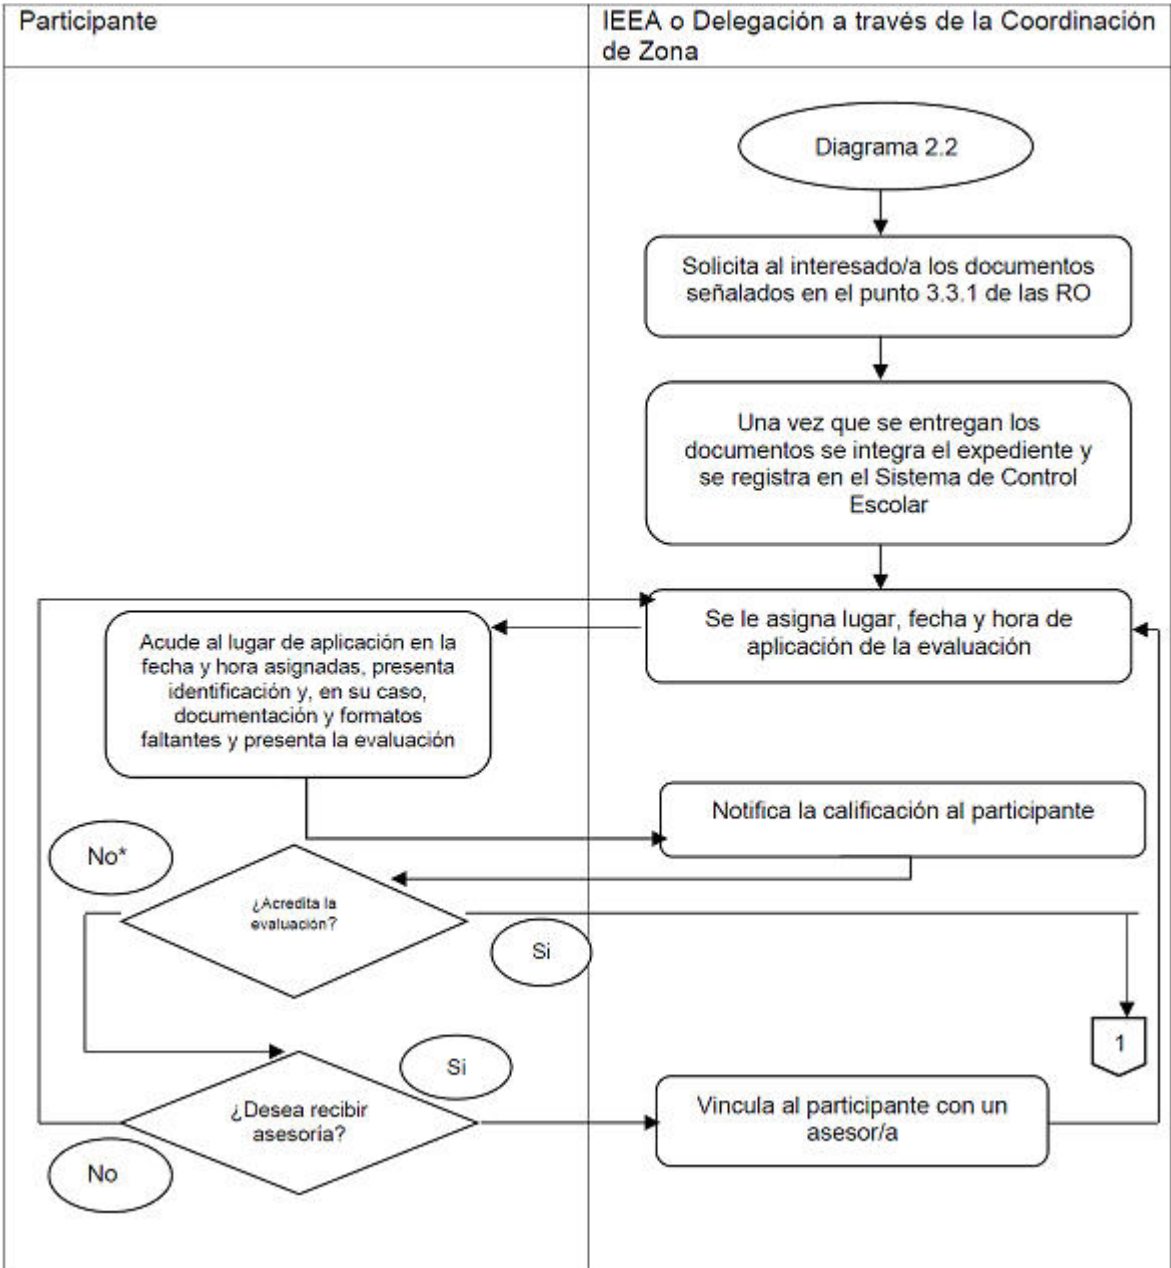 Participante
IEEA o Delegación a través de la Coordinación
de Zona
Diagrama 2.2
Solicita al interesado/a los documentos
señalados en el punto 3.3.1 de las RO
Una vez que se entregan los
documentos se integra el expediente y
se registra en el Sistema de Control
Escolar
Se le asigna lugar, fecha y hora de
aplicación de la evaluación
Acude al lugar de aplicación en la
fecha y hora asignadas, presenta
identificación y, en su caso,
documentación y formatos
faltantes y presenta la evaluación
Notifica la calificación al participante
No*
¿Acredita la
evaluación?
Si
1
Si
¿Desea recibir
asesoría?
Vincula al participante con un
asesor/a
No